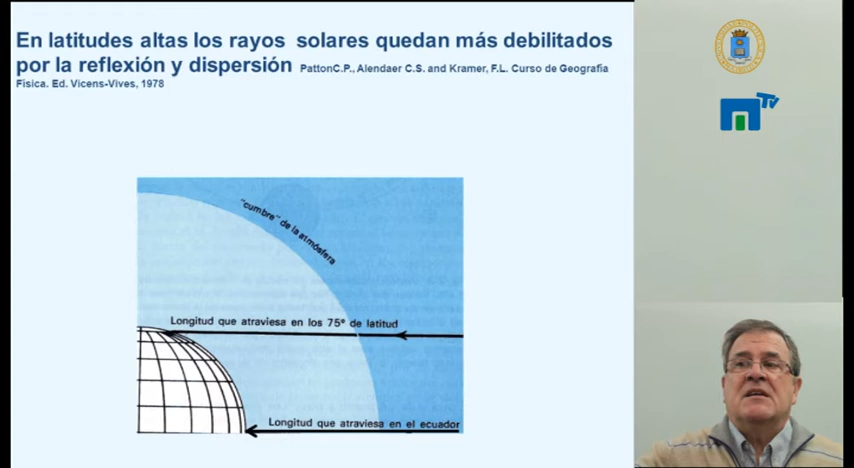 En latitudes altas los rayos solares quedan más debilitados
por la reflexión y dispersión PattonC.P., Alendaer C.S. and Kramer, F.L. Curso de Geografía
Física. Ed. Vicens-Vives, 1978
"cumbre" de la atmósfera
Longitud que atraviesa en los 75° de latitud
Longitud que atraviesa en el ecuador
TV